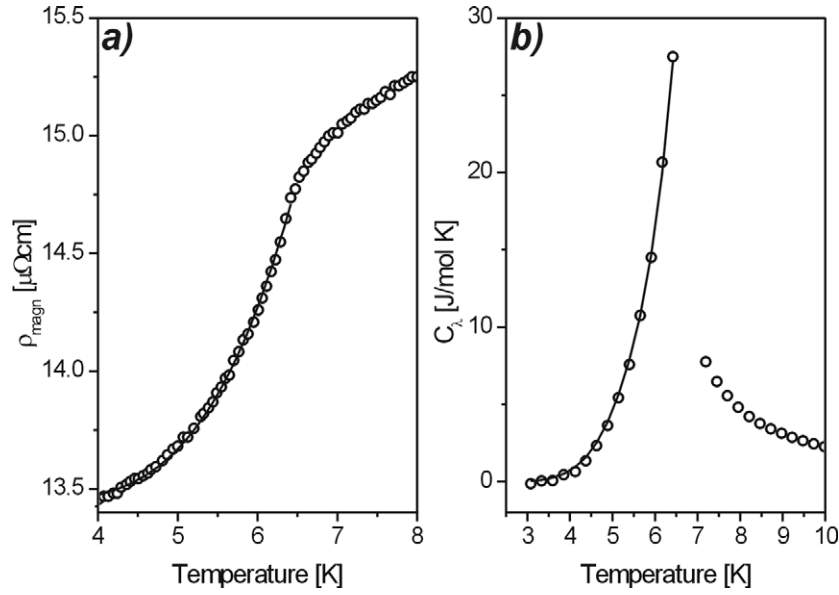 a)
15.5
15.0
14.5
14.0
13.5
ρmagn [μΩcm]
4 5 6 7 8
Temperature [K]
b)
30
20
10
0
Cλ [J/mol K]
3 4 5 6 7 8 9 10
Temperature [K]